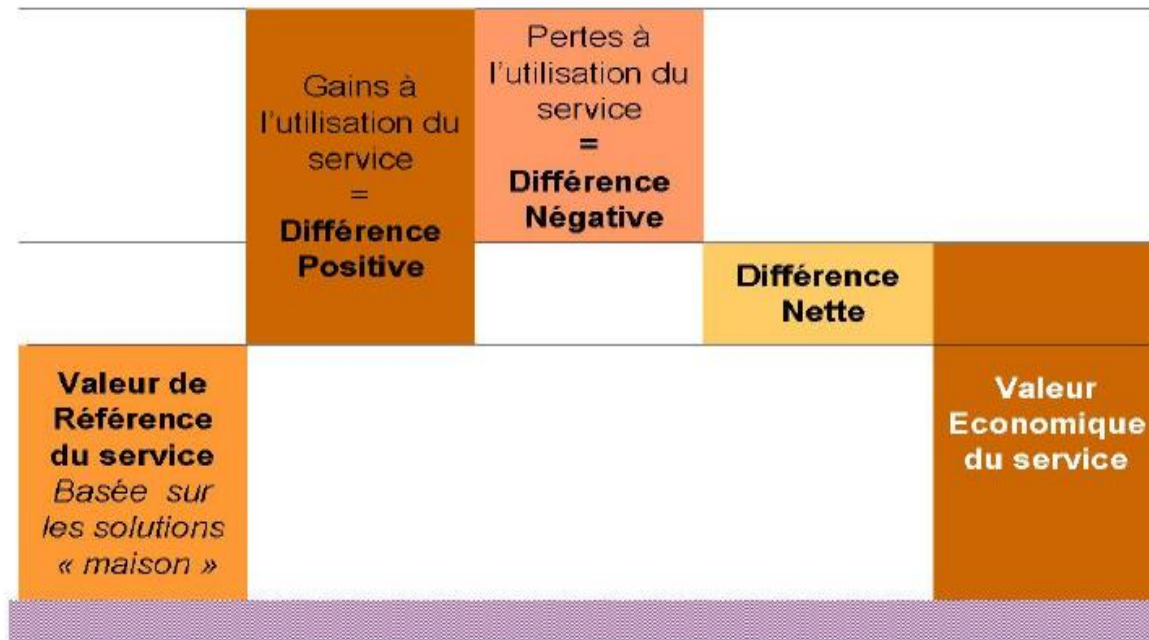 Gains à
l'utilisation du
service
=
Différence
Positive
Pertes à
l'utilisation du
service
=
Différence
Négative
Différence
Nette
Valeur de
Référence
du service
Basée sur
les solutions
« maison »
Valeur
Economique
du service